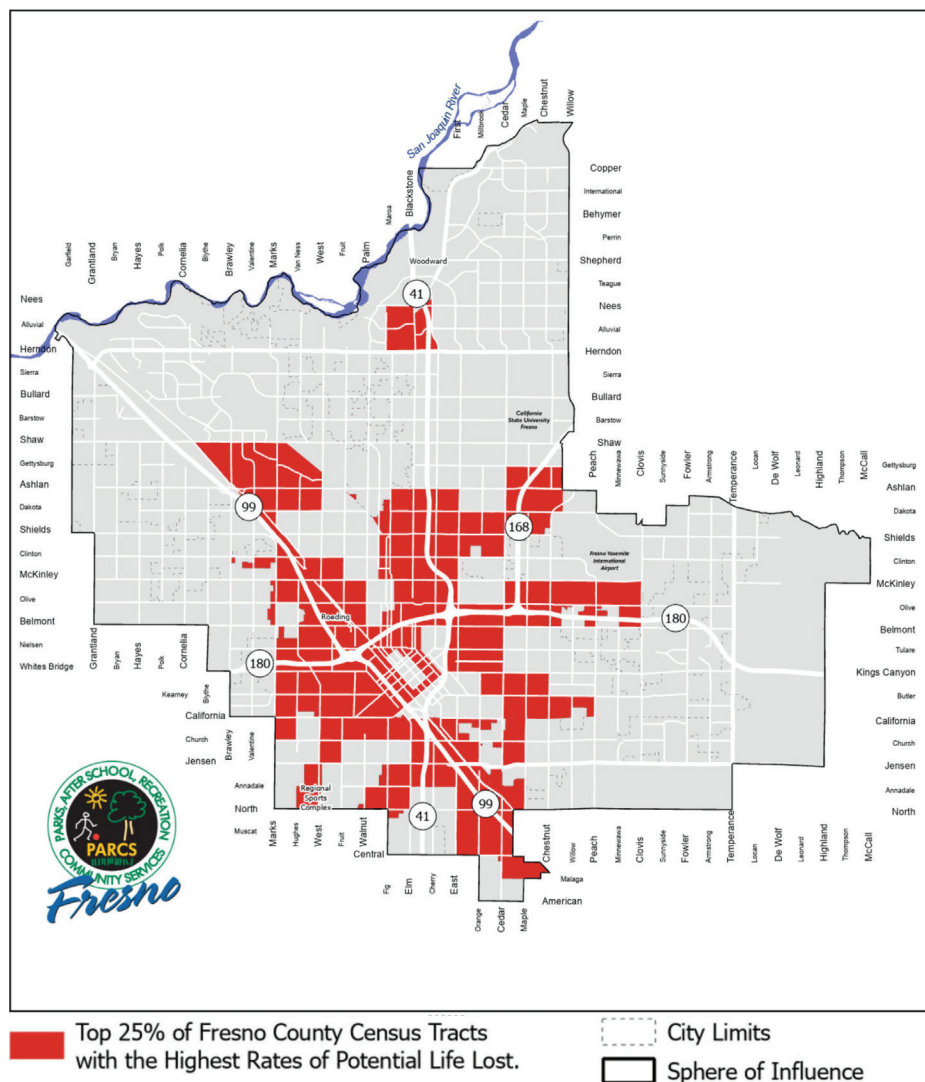 San Joaquin River
First
Millbrook
Cedar
Maple
Chestnut
Willow
Copper
International
Behymer
Perrin
Shepherd
Teague
Nees
Alluvial
Herndon
Sierra
Bullard
Barstow
Shaw
Maroa
Blackstone
Garfield
Grantland
Bryan
Hayes
Polk
Cornelia
Blythe
Brawley
Valentine
Marks
Van Ness
West
Fruit
Palm
Woodward
41
Nees
Alluvial
Herndon
Sierra
Bullard
Barstow
Shaw
Gettysburg
Ashlan
Dakota
Shields
Clinton
McKinley
Olive
Belmont
Nielsen
Whites Bridge
California
State University
Fresno
Peach
Minnewawa
Clovis
Sunnyside
Fowler
Armstrong
Temperance
Locan
De Wolf
Leonard
Highland
Thompson
McCall
Gettysburg
Ashlan
Dakota
Shields
Clinton
McKinley
Olive
Belmont
Tulare
Kings Canyon
Butler
California
Church
Jensen
Annadale
North
99
168
Fresno Yosemite
International
Airport
Roeding
180
180
Grantland
Bryan
Hayes
Polk
Cornelia
Kearney
Blythe
California
Church
Brawley
Valentine
Jensen
Annadale
North
Muscat
Regional
Sports
Complex
Marks
Hughes
West
Fruit
Walnut
Central
41
99
Fig
Elm
Cherry
East
Orange
Cedar
Maple
American
Malaga
Chestnut
Willow
Peach
Minnewawa
Clovis
Sunnyside
Fowler
Armstrong
Temperance
Locan
De Wolf
Leonard
Highland
Thompson
McCall
PARKS, AFTER SCHOOL, RECREATION
COMMUNITY SERVICES
PARCS
Fresno
Top 25% of Fresno County Census Tracts
with the Highest Rates of Potential Life Lost.
City Limits
Sphere of Influence